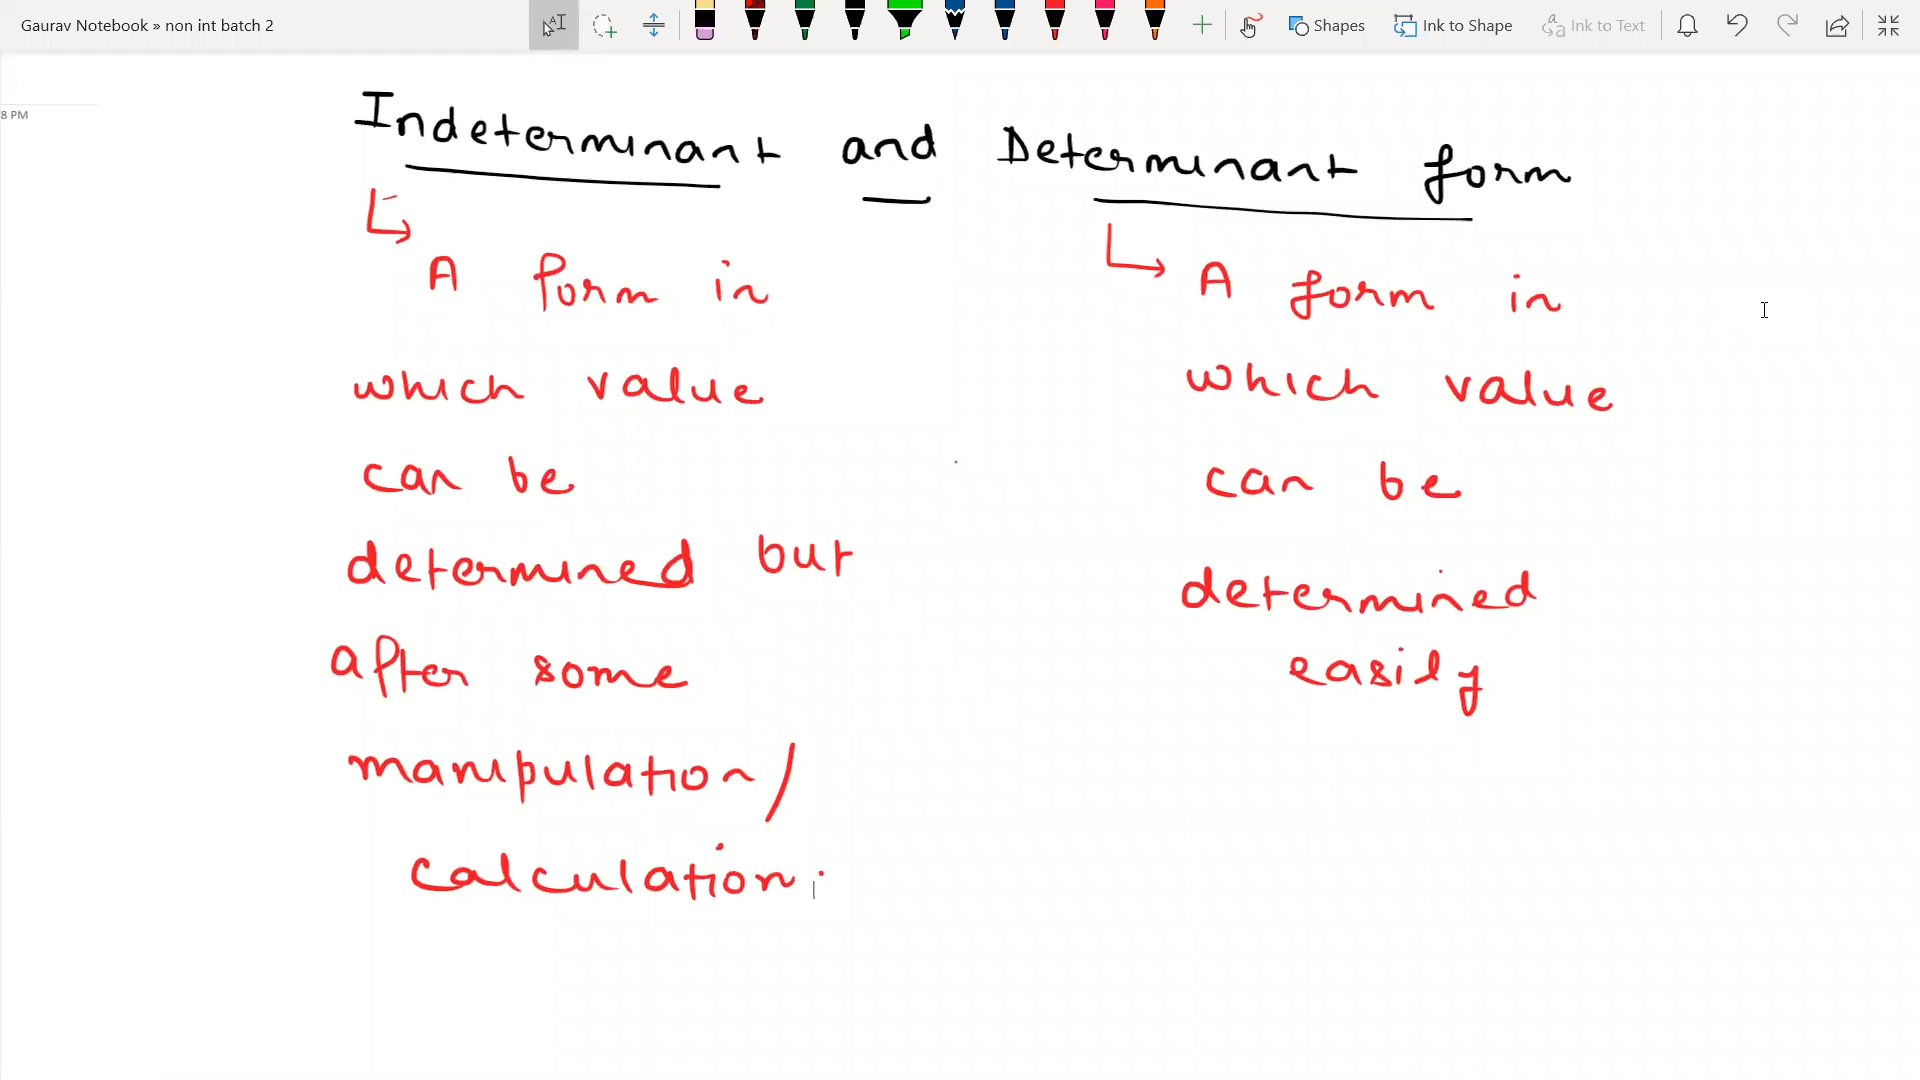 Gaurav Notebook » non int batch 2
Shapes
Ink to Shape
Ink to Text
8 PM
Indeterminant and Determinant form
A form in
which value
can be
determined but
after some
manipulation/
calculation.
A form in
which value
can be
determined
easily